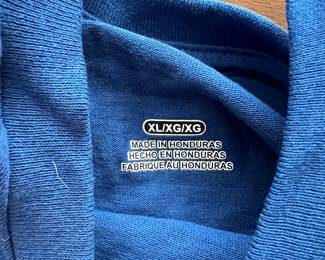 XL/XG/XG
MADE IN HONDURAS
HECHO EN HONDURAS
FABRIQUE AU HONDURAS